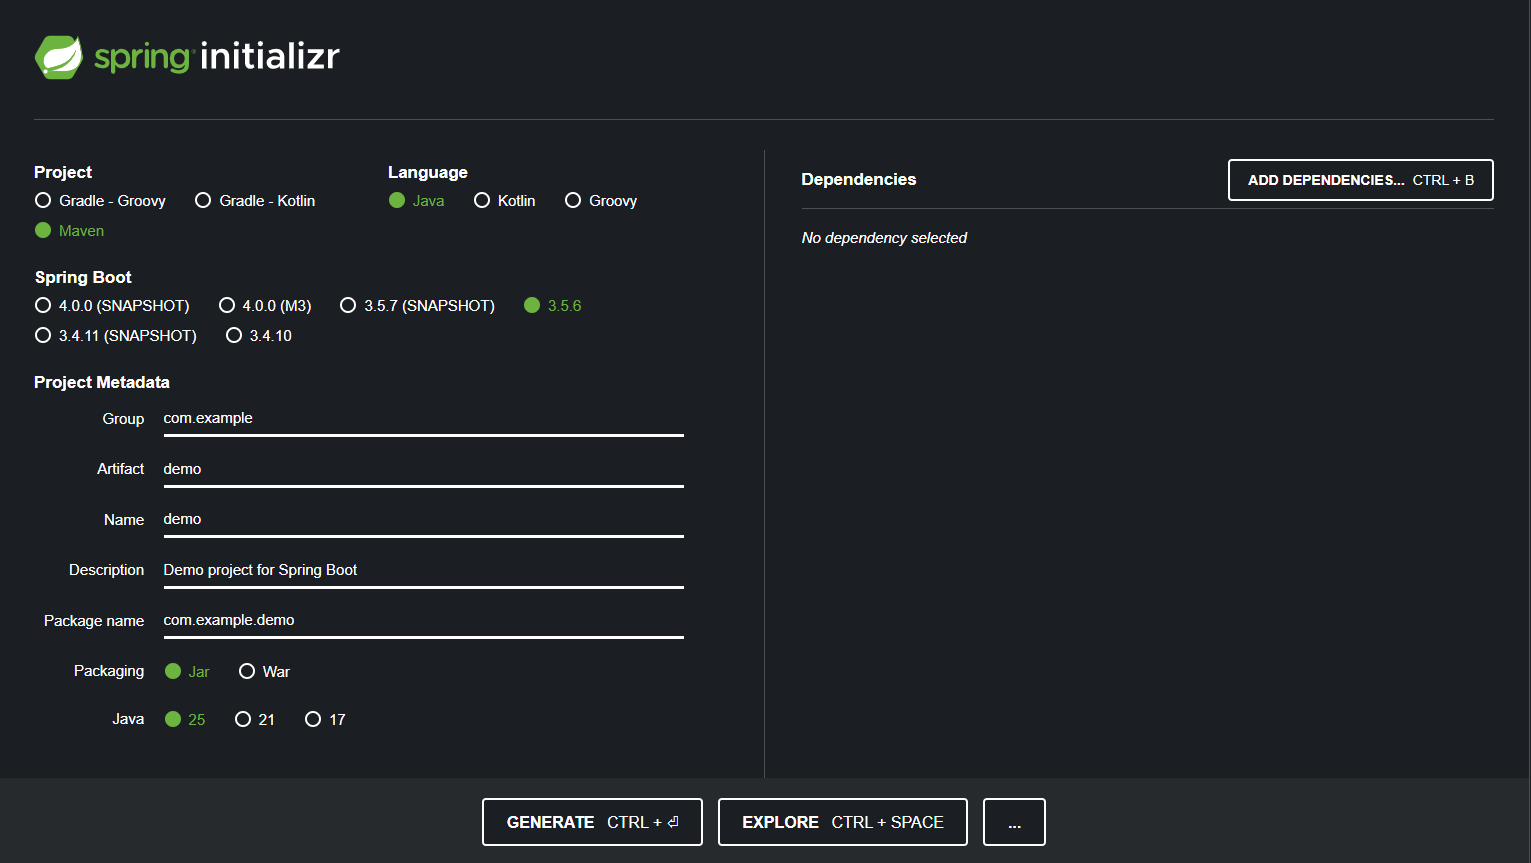 spring initializr
Project
Gradle - Groovy Gradle - Kotlin
Maven
Language
Java Kotlin Groovy
Spring Boot
4.0.0 (SNAPSHOT) 4.0.0 (M3) 3.5.7 (SNAPSHOT) 3.5.6
3.4.11 (SNAPSHOT) 3.4.10
Project Metadata
Group com.example
Artifact demo
Name demo
Description Demo project for Spring Boot
Package name com.example.demo
Packaging Jar War
Java 25 21 17
Dependencies
ADD DEPENDENCIES... CTRL + B
No dependency selected
GENERATE CTRL + ⏎
EXPLORE CTRL + SPACE
...